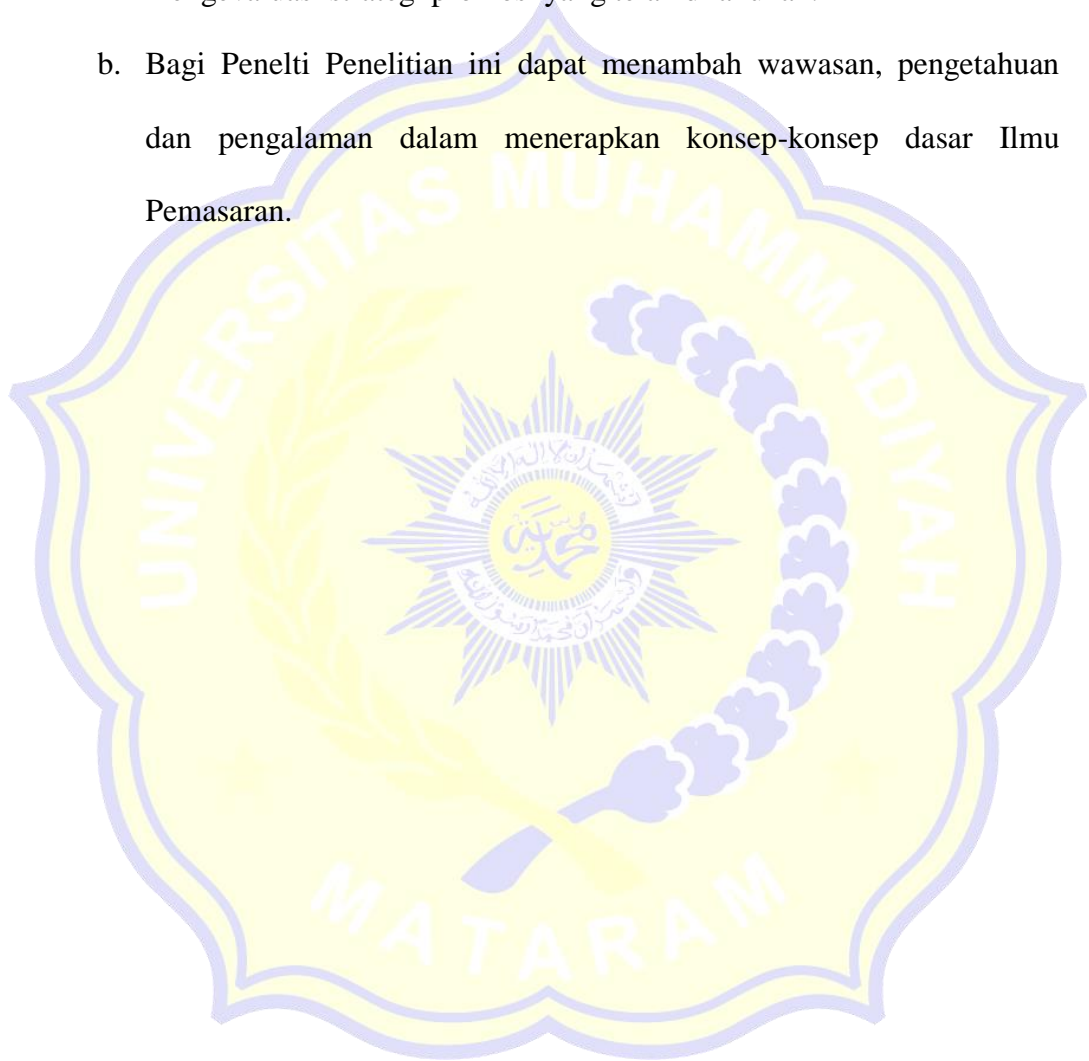 b. Bagi Penelti Penelitian ini dapat menambah wawasan, pengetahuan
dan pengalaman dalam menerapkan konsep-konsep dasar Ilmu
Pemasaran.
UNIVERSITAS MUHAMMADIYAH
MATARAM